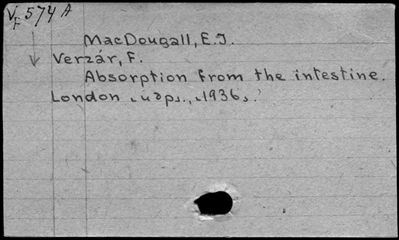 V/F 574 A
MacDougall, E.J.
Verzár, F.
Absorption from the intestine.
London, 1936.